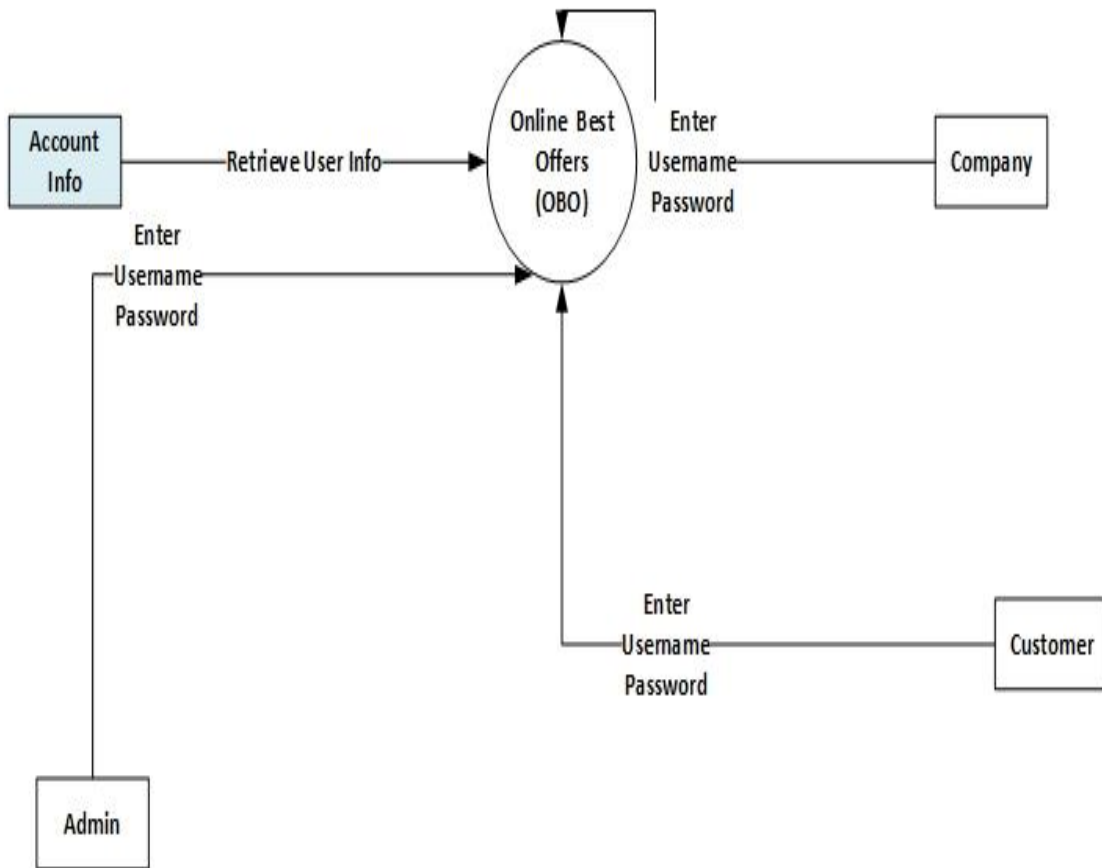 Online Best
Offers
(OBO)
Enter
Username
Password
Company
Account
Info
Retrieve User Info
Enter
Username
Password
Enter
Username
Password
Customer
Admin